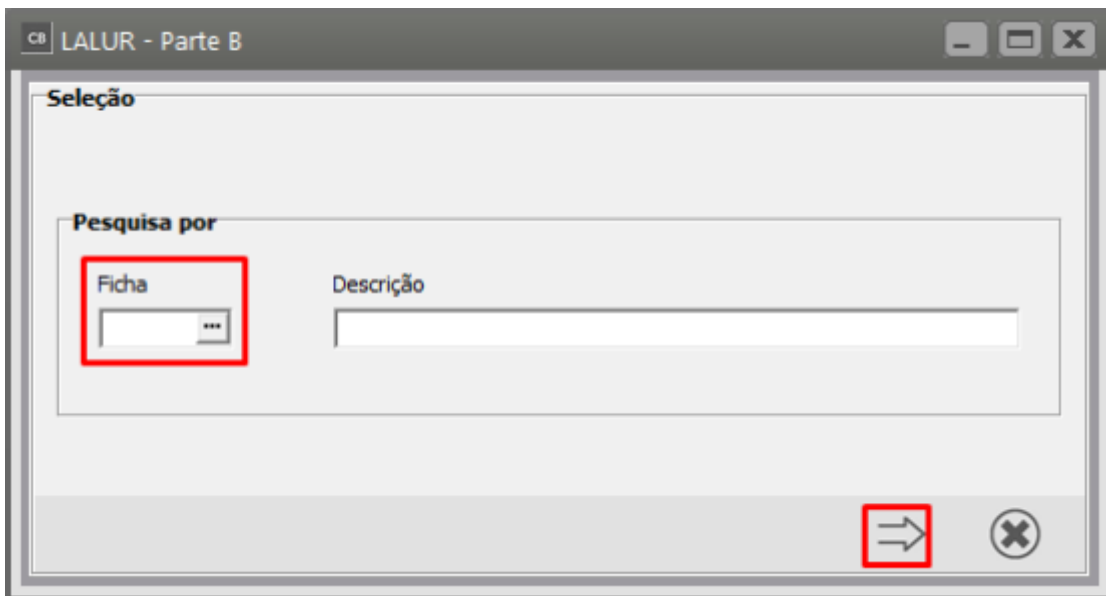 CB LALUR - Parte B
Seleção
Pesquisa por
Ficha Descrição
...